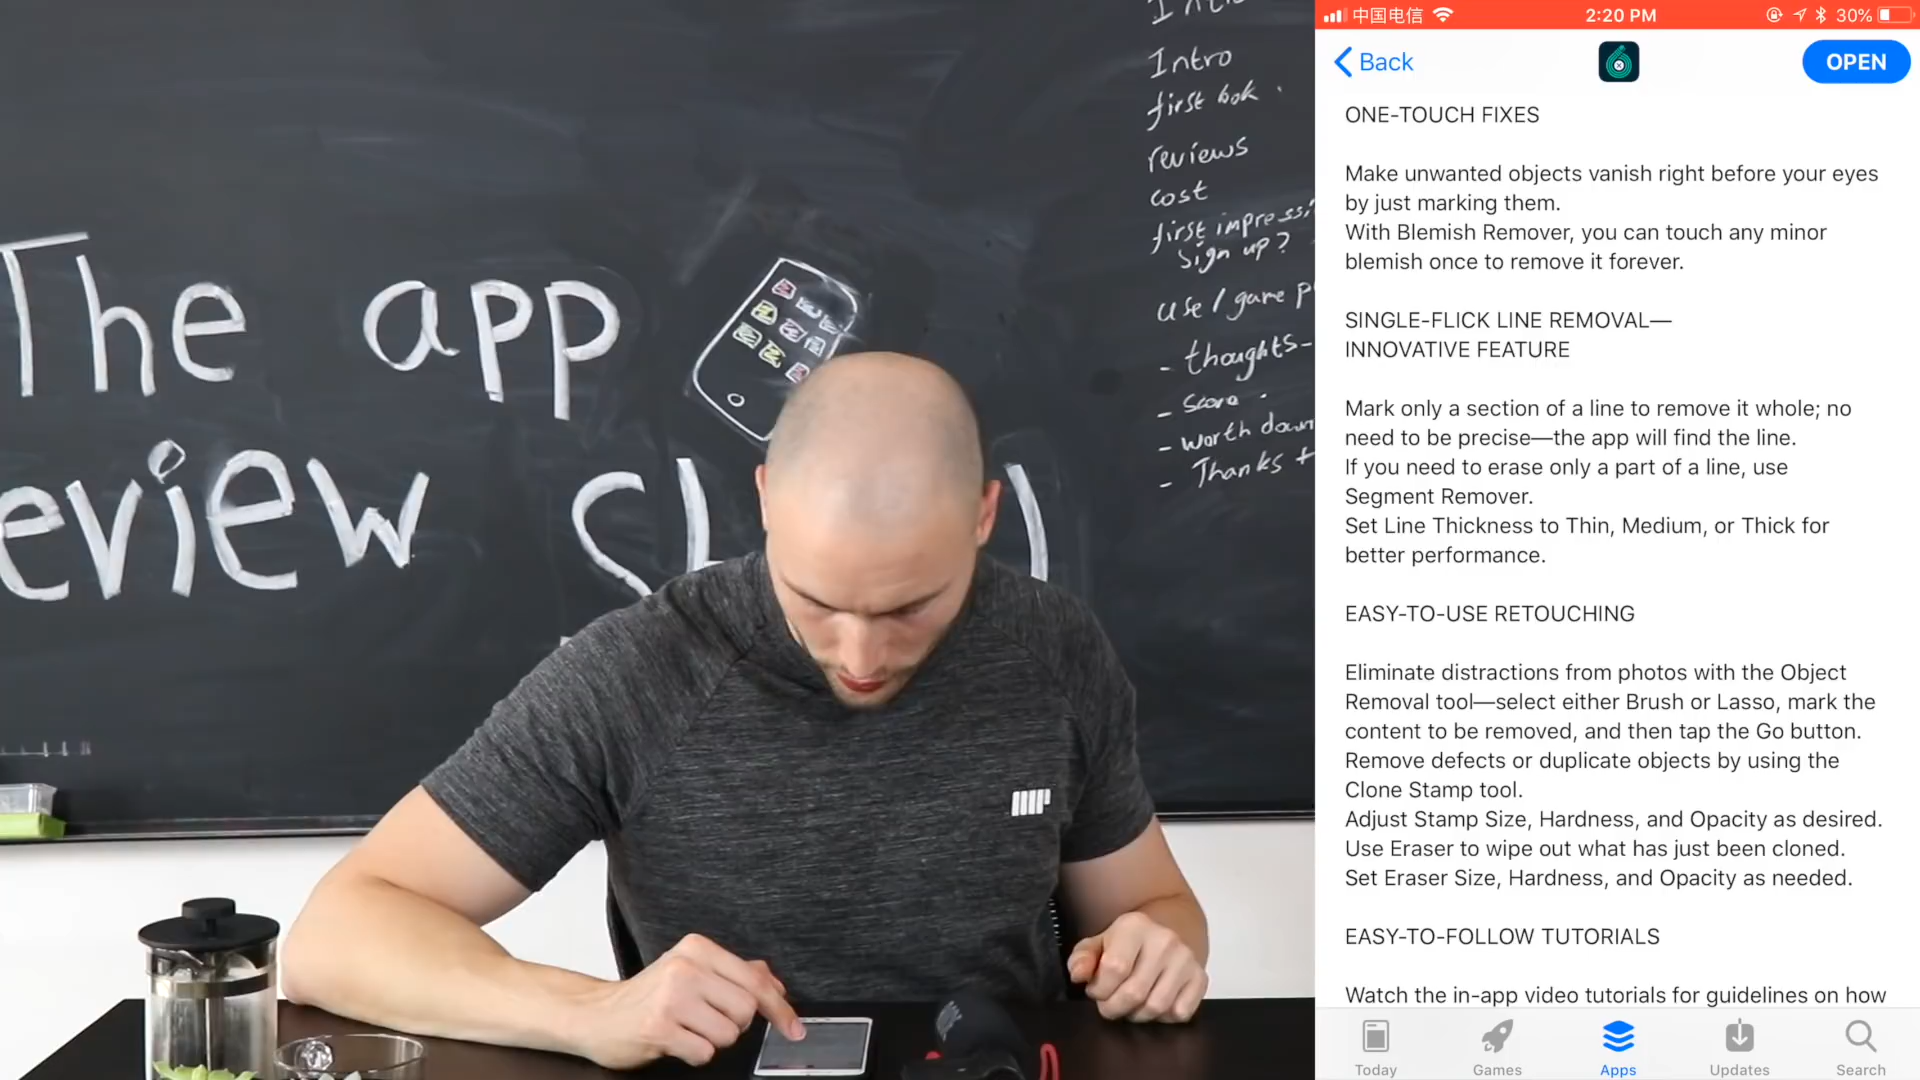 The app
eview
Intro
first bok
reviews
cost
first impressi
Sign up?
use / game p
- thoughts-
- Score
- worth down
- Thanks +
中国电信
2:20 PM
30%
Back
OPEN
ONE-TOUCH FIXES
Make unwanted objects vanish right before your eyes
by just marking them.
With Blemish Remover, you can touch any minor
blemish once to remove it forever.
SINGLE-FLICK LINE REMOVAL—
INNOVATIVE FEATURE
Mark only a section of a line to remove it whole; no
need to be precise—the app will find the line.
If you need to erase only a part of a line, use
Segment Remover.
Set Line Thickness to Thin, Medium, or Thick for
better performance.
EASY-TO-USE RETOUCHING
Eliminate distractions from photos with the Object
Removal tool—select either Brush or Lasso, mark the
content to be removed, and then tap the Go button.
Remove defects or duplicate objects by using the
Clone Stamp tool.
Adjust Stamp Size, Hardness, and Opacity as desired.
Use Eraser to wipe out what has just been cloned.
Set Eraser Size, Hardness, and Opacity as needed.
EASY-TO-FOLLOW TUTORIALS
Watch the in-app video tutorials for guidelines on how
Today
Games
Apps
Updates
Search